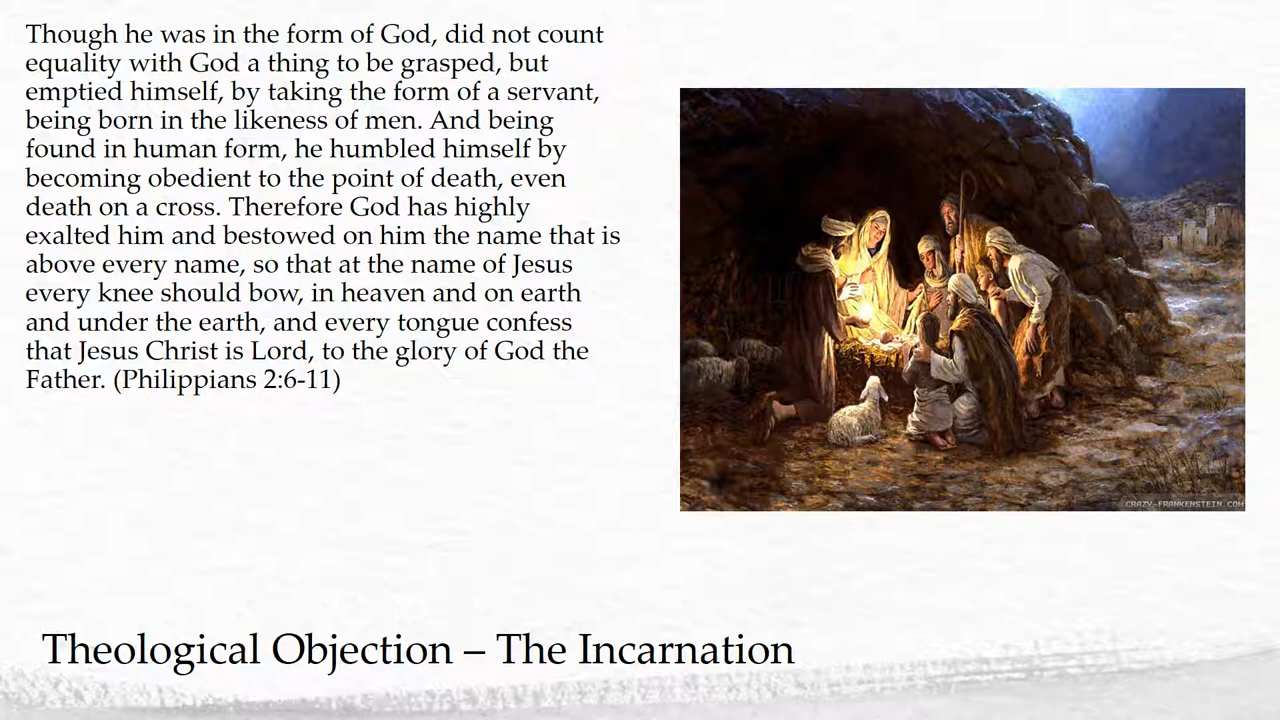 Though he was in the form of God, did not count
equality with God a thing to be grasped, but
emptied himself, by taking the form of a servant,
being born in the likeness of men. And being
found in human form, he humbled himself by
becoming obedient to the point of death, even
death on a cross. Therefore God has highly
exalted him and bestowed on him the name that is
above every name, so that at the name of Jesus
every knee should bow, in heaven and on earth
and under the earth, and every tongue confess
that Jesus Christ is Lord, to the glory of God the
Father. (Philippians 2:6-11)
CRAZY-FRANKENSTEIN.COM
Theological Objection – The Incarnation